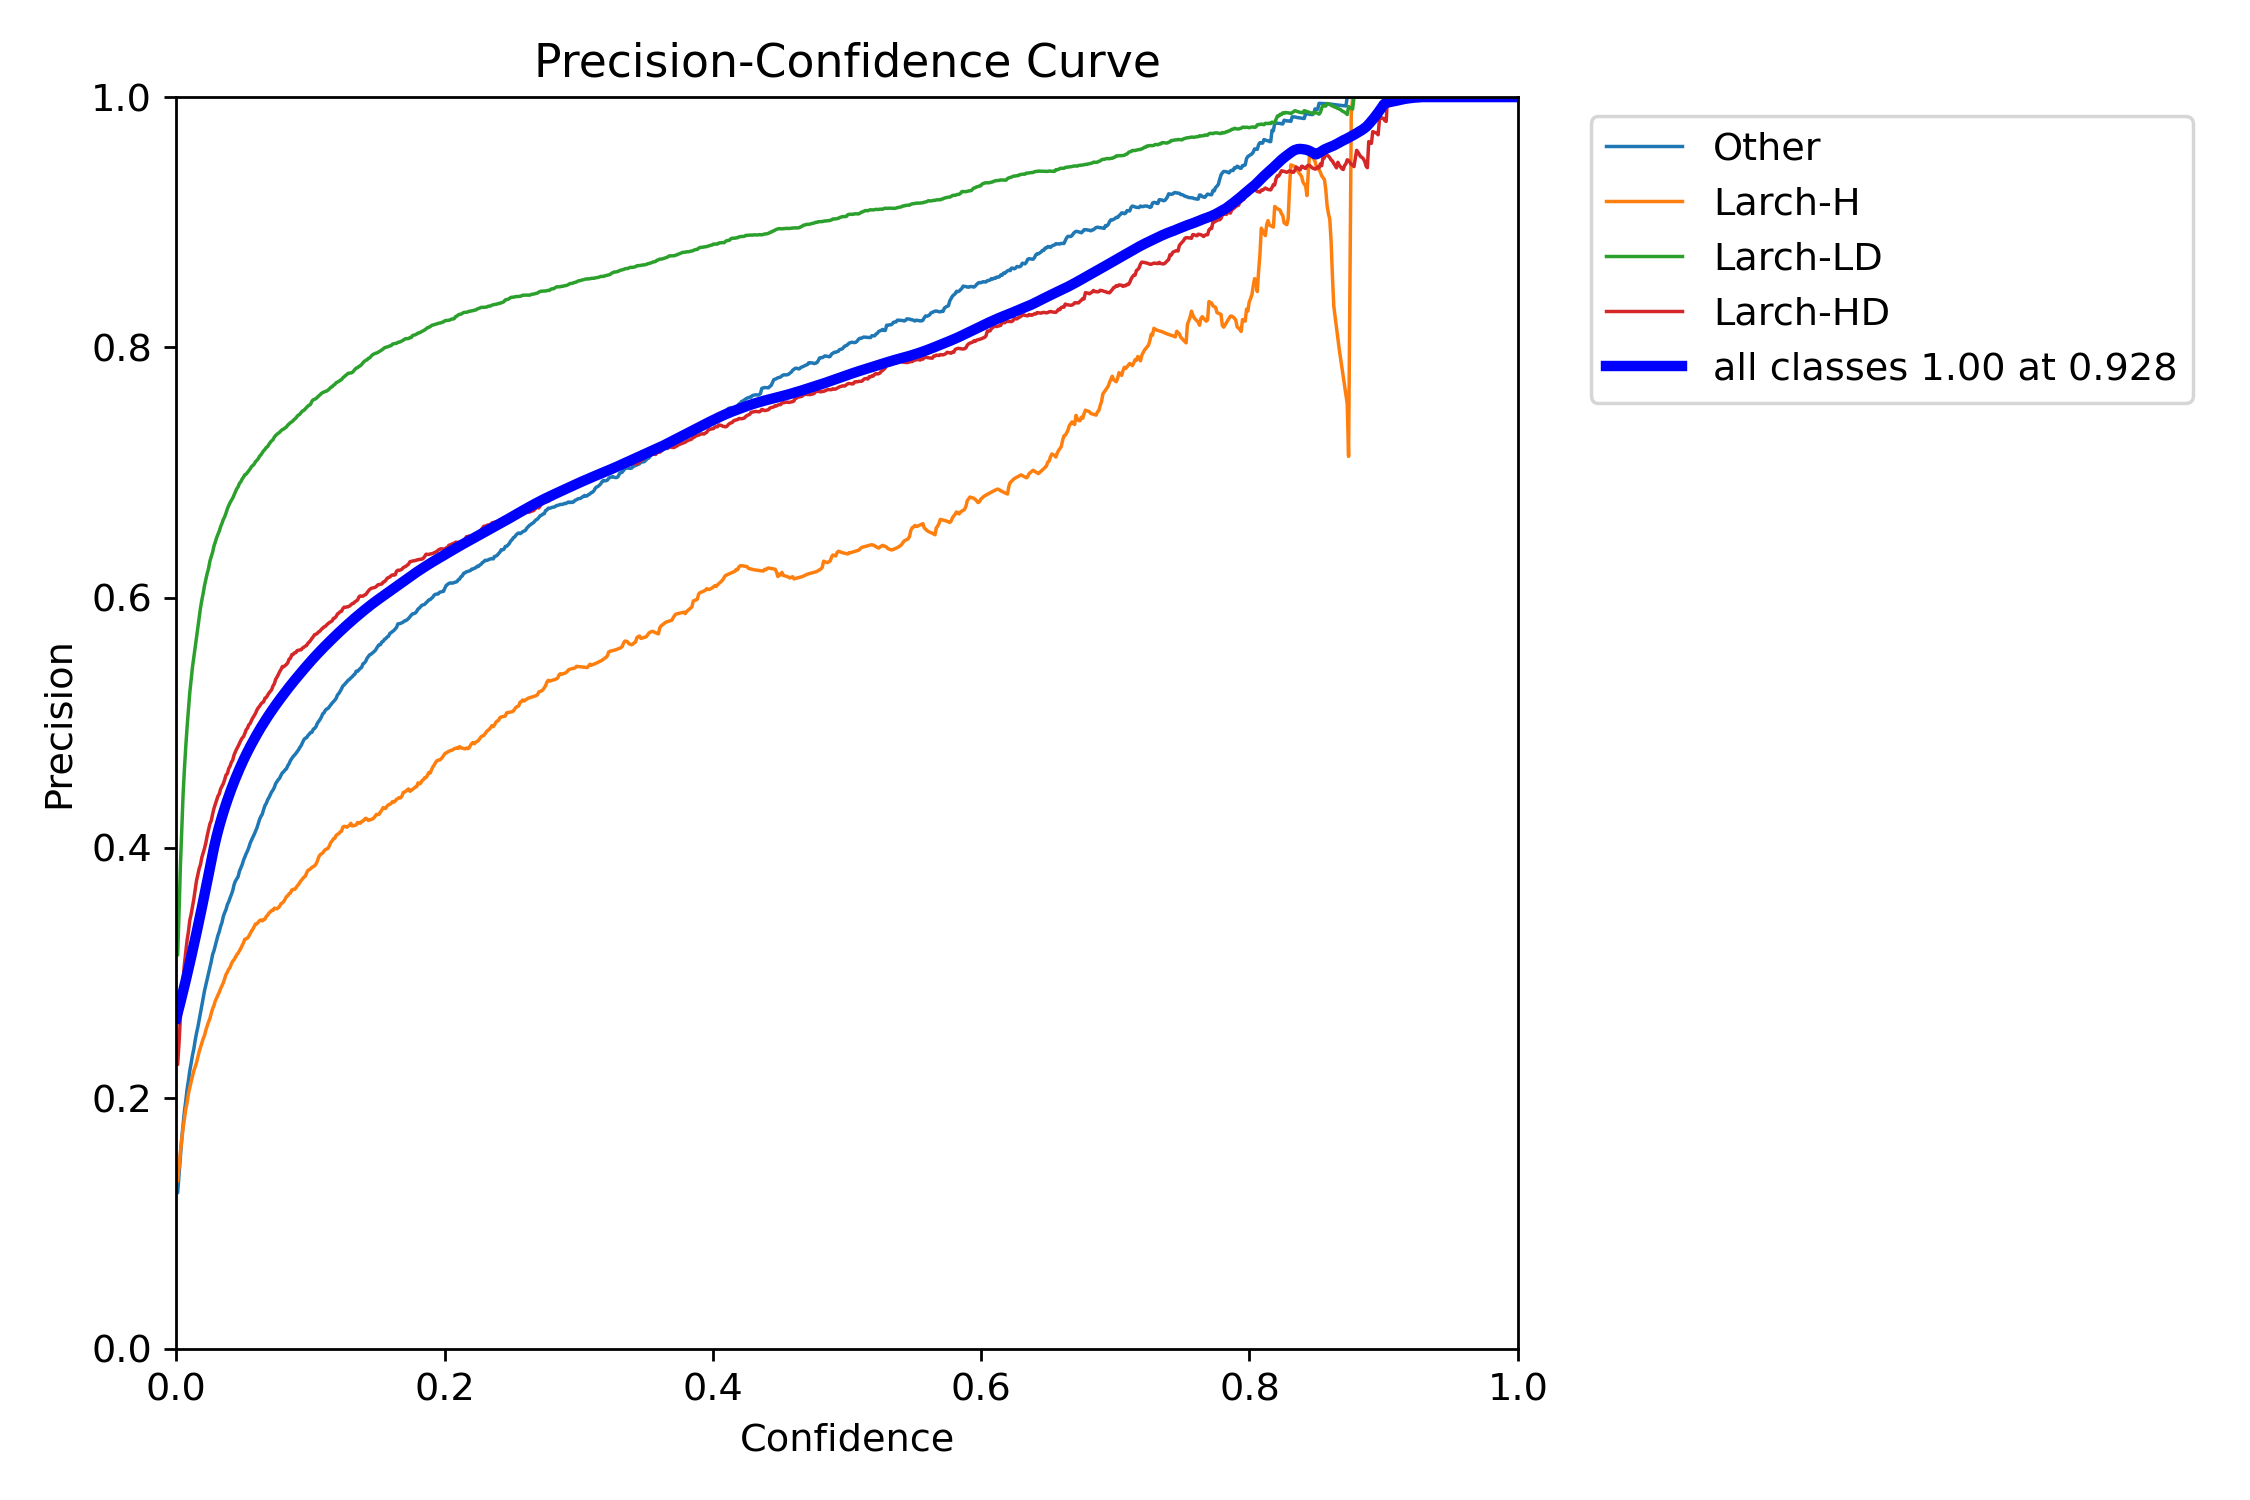 Precision-Confidence Curve
1.0
0.8
0.6
0.4
0.2
0.0
Precision
0.0 0.2 0.4 0.6 0.8 1.0
Confidence
Other
Larch-H
Larch-LD
Larch-HD
all classes 1.00 at 0.928